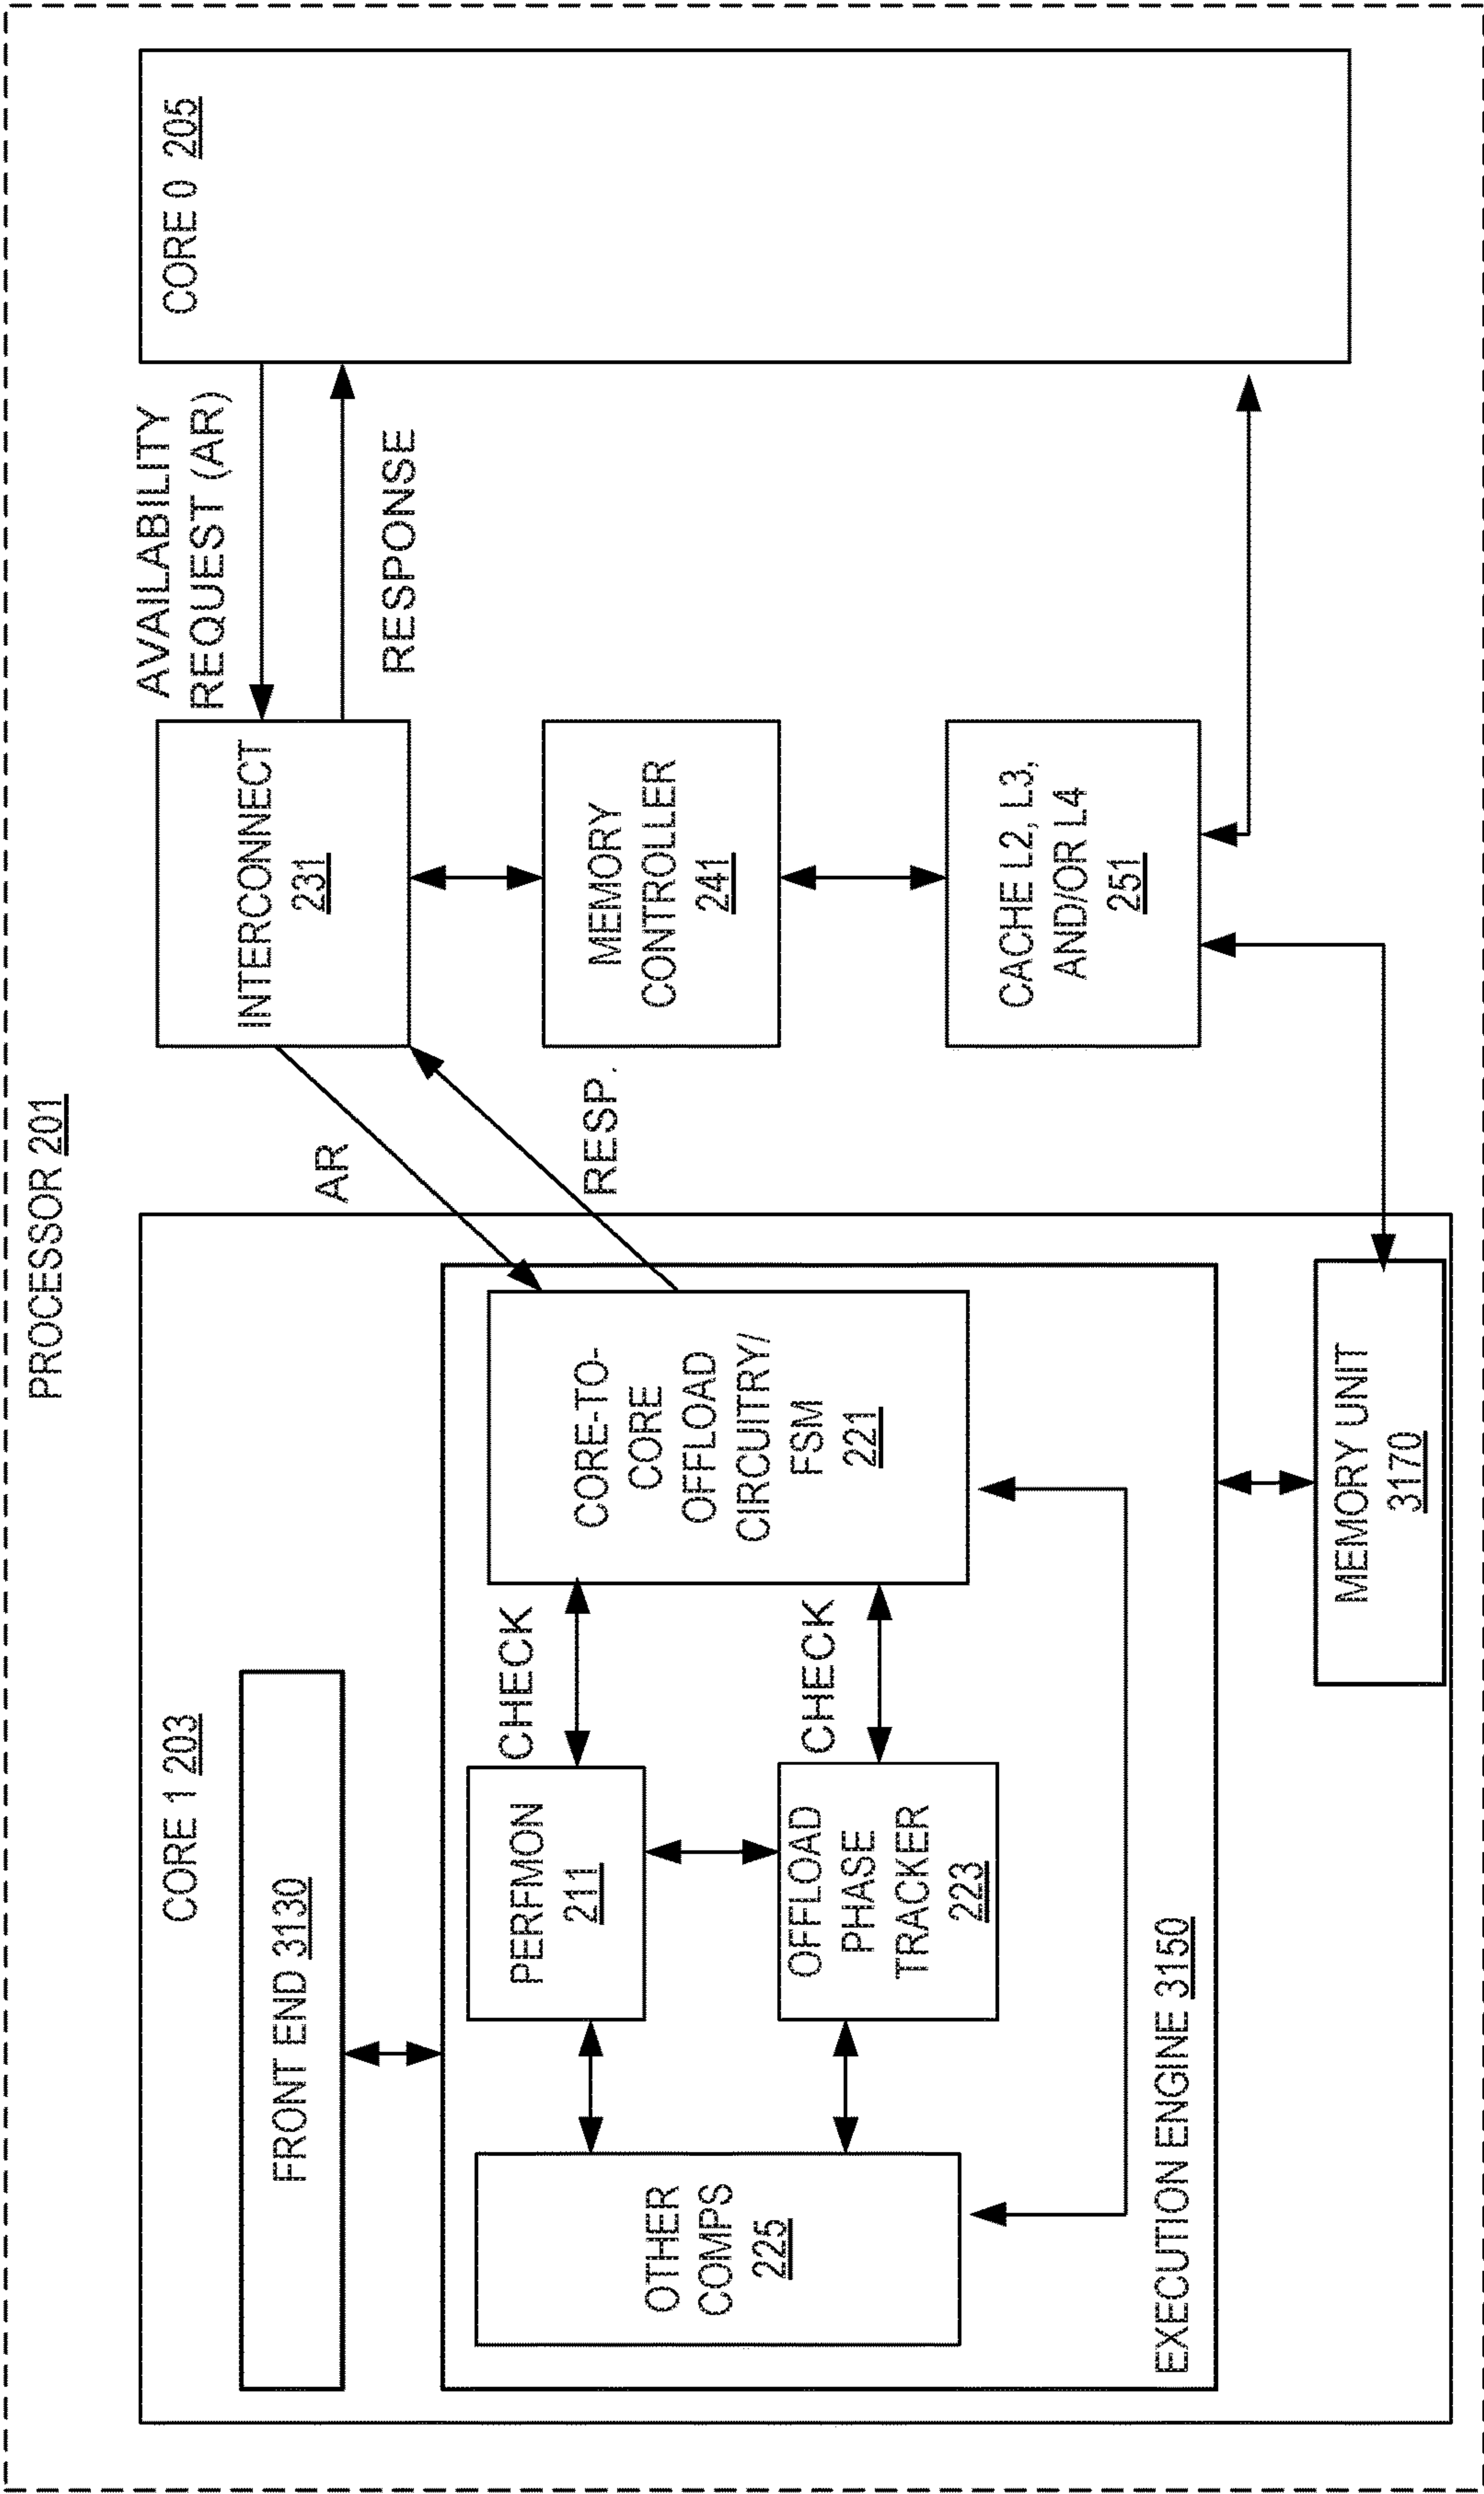 PROCESSOR 201
CORE 1 203
FRONT END 3130
OTHER
COMPS
225
PERFMON
211
OFFLOAD
PHASE
TRACKER
223
CHECK
CHECK
CORE-TO-
CORE
OFFLOAD
CIRCUITRY/
FSM
221
EXECUTION ENGINE 3150
MEMORY UNIT
3170
AR
RESP.
INTERCONNECT
231
MEMORY
CONTROLLER
241
CACHE L2, L3,
AND/OR L4
251
AVAILABILITY
REQUEST (AR)
RESPONSE
CORE 0 205